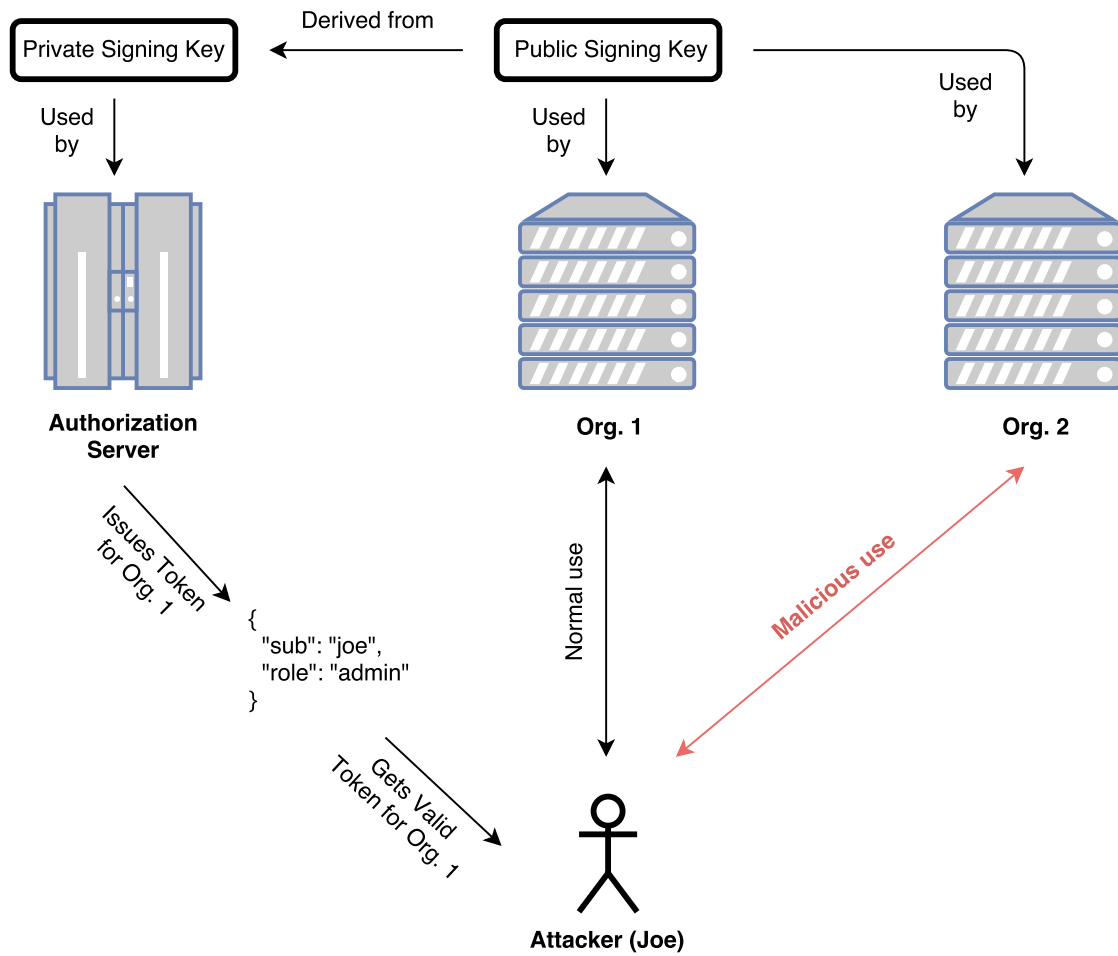 Derived from
Private Signing Key
Public Signing Key
Used
by
Used
by
Used
by
Authorization
Server
Org. 1
Org. 2
Issues Token
for Org. 1
{
"sub": "joe",
"role": "admin"
}
Normal use
Malicious use
Gets Valid
Token for Org. 1
Attacker (Joe)